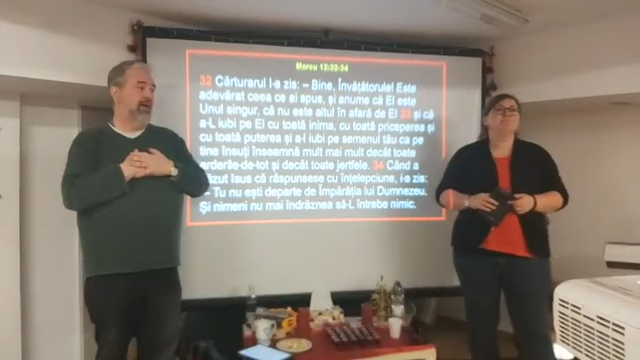 Marcu 12:32-34
32 Cărturarul I-a zis: – Bine, Învățătorule! Este
adevărat ceea ce ai spus, și anume că El este
Unul singur, că nu este altul în afară de El 33 și că
a-L iubi pe El cu toată inima, cu toată priceperea și
cu toată puterea și a-l iubi pe semenul tău ca pe
tine însuți înseamnă mult mai mult decât toate
arderile-de-tot și decât toate jertfele. 34 Când a
văzut Isus că răspunsese cu înțelepciune, i-a zis:
– Tu nu ești departe de Împărăția lui Dumnezeu.
Și nimeni nu mai îndrăznea să-L întrebe nimic.